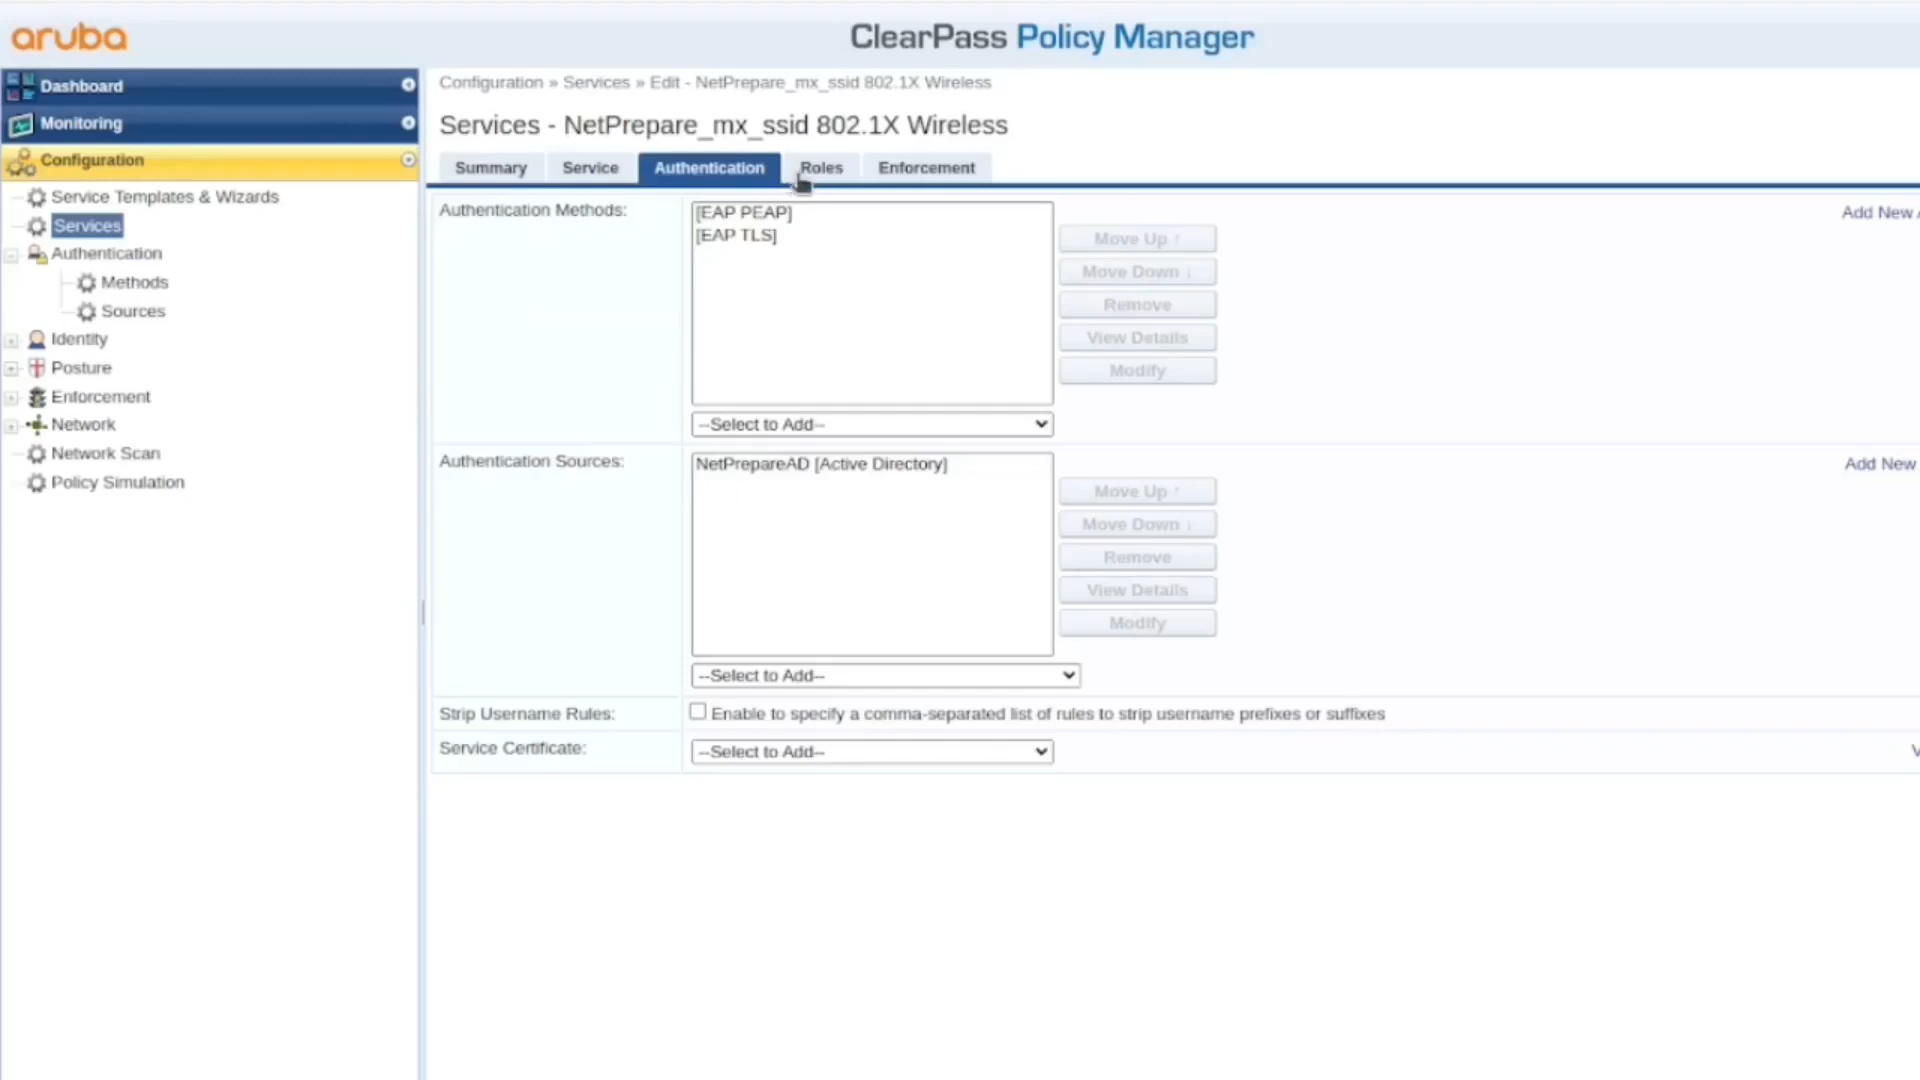 aruba
ClearPass Policy Manager
Dashboard
Monitoring
Configuration
Service Templates & Wizards
Services
Authentication
Methods
Sources
Identity
Posture
Enforcement
Network
Network Scan
Policy Simulation
Configuration » Services » Edit - NetPrepare_mx_ssid 802.1X Wireless
Services - NetPrepare_mx_ssid 802.1X Wireless
Summary Service Authentication Roles Enforcement
Authentication Methods:
[EAP PEAP]
[EAP TLS]
Move Up ↑
Move Down ↓
Remove
View Details
Modify
--Select to Add--
Add New A
Authentication Sources:
NetPrepareAD [Active Directory]
Move Up ↑
Move Down ↓
Remove
View Details
Modify
--Select to Add--
Add New
Strip Username Rules:
Enable to specify a comma-separated list of rules to strip username prefixes or suffixes
Service Certificate:
--Select to Add--
V